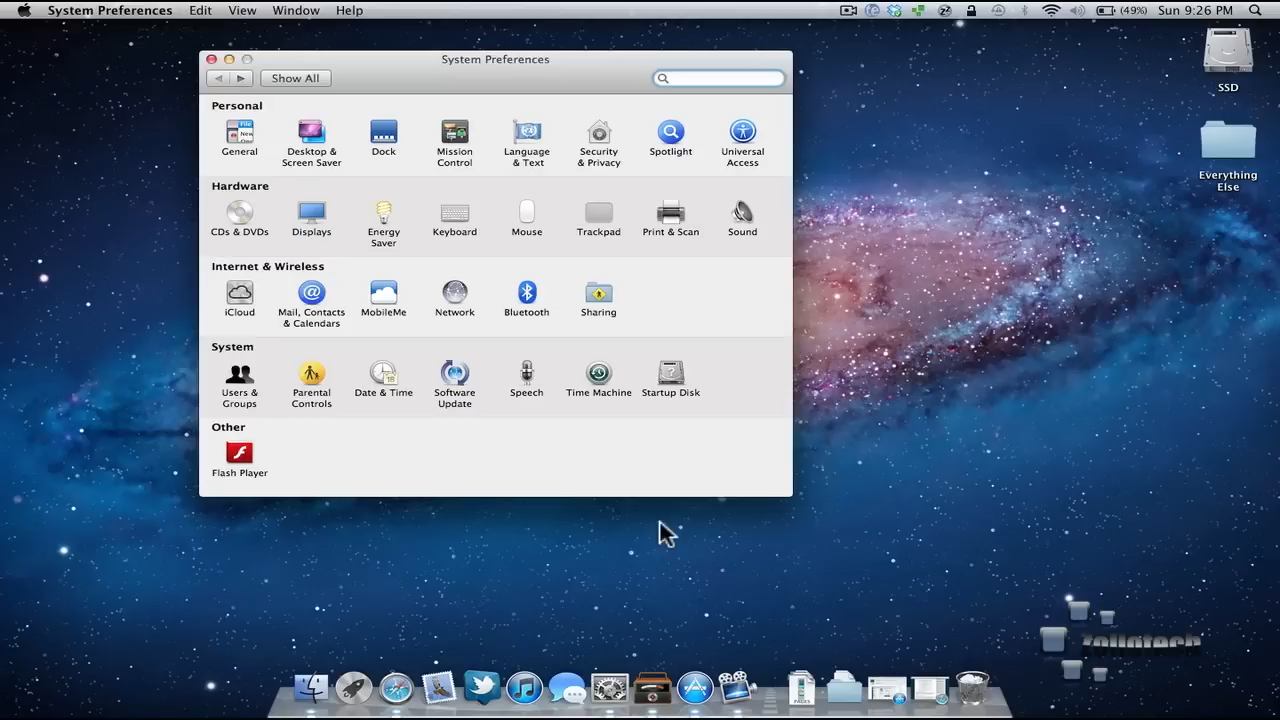 System Preferences Edit View Window Help
(49%) Sun 9:26 PM
System Preferences
Show All
Personal
General
Desktop & Screen Saver
Dock
Mission Control
Language & Text
Security & Privacy
Spotlight
Universal Access
Hardware
CDs & DVDs
Displays
Energy Saver
Keyboard
Mouse
Trackpad
Print & Scan
Sound
Internet & Wireless
iCloud
Mail, Contacts & Calendars
MobileMe
Network
Bluetooth
Sharing
System
Users & Groups
Parental Controls
Date & Time
Software Update
Speech
Time Machine
Startup Disk
Other
Flash Player
SSD
Everything
Else
zollotech
PAGES